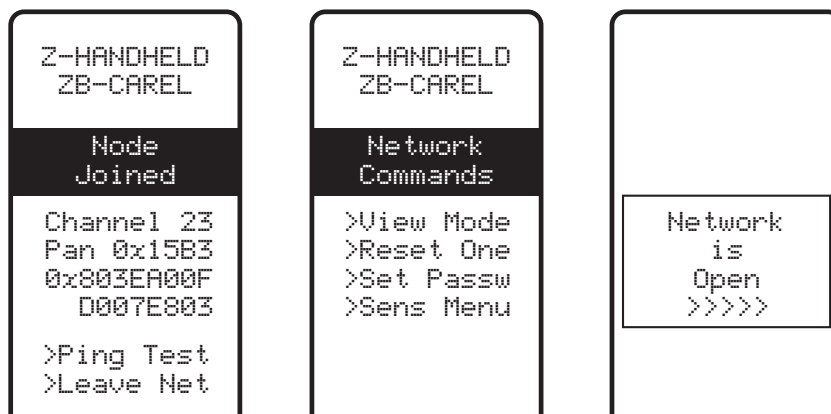 Z-HANDHELD
ZB-CAREL
Node
Joined
Channel 23
Pan 0x15B3
0x803EA00F
D007E803
>Ping Test
>Leave Net
Z-HANDHELD
ZB-CAREL
Network
Commands
>View Mode
>Reset One
>Set Passw
>Sens Menu
Network
is
Open
>>>>>